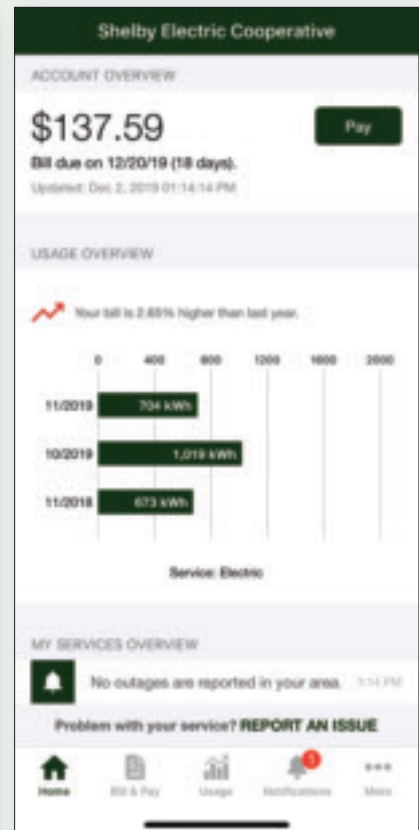 Shelby Electric Cooperative
ACCOUNT OVERVIEW
$137.59
Pay
Bill due on 12/20/19 (18 days).
Updated: Dec 2, 2019 01:14:14 PM
USAGE OVERVIEW
Your bill is 2.65% higher than last year.
0 400 800 1200 1600 2000
11/2019 704 kWh
10/2019 1,019 kWh
11/2018 673 kWh
Service: Electric
MY SERVICES OVERVIEW
No outages are reported in your area. 1:14 PM
Problem with your service? REPORT AN ISSUE
1
Home Bill & Pay Usage Notifications More